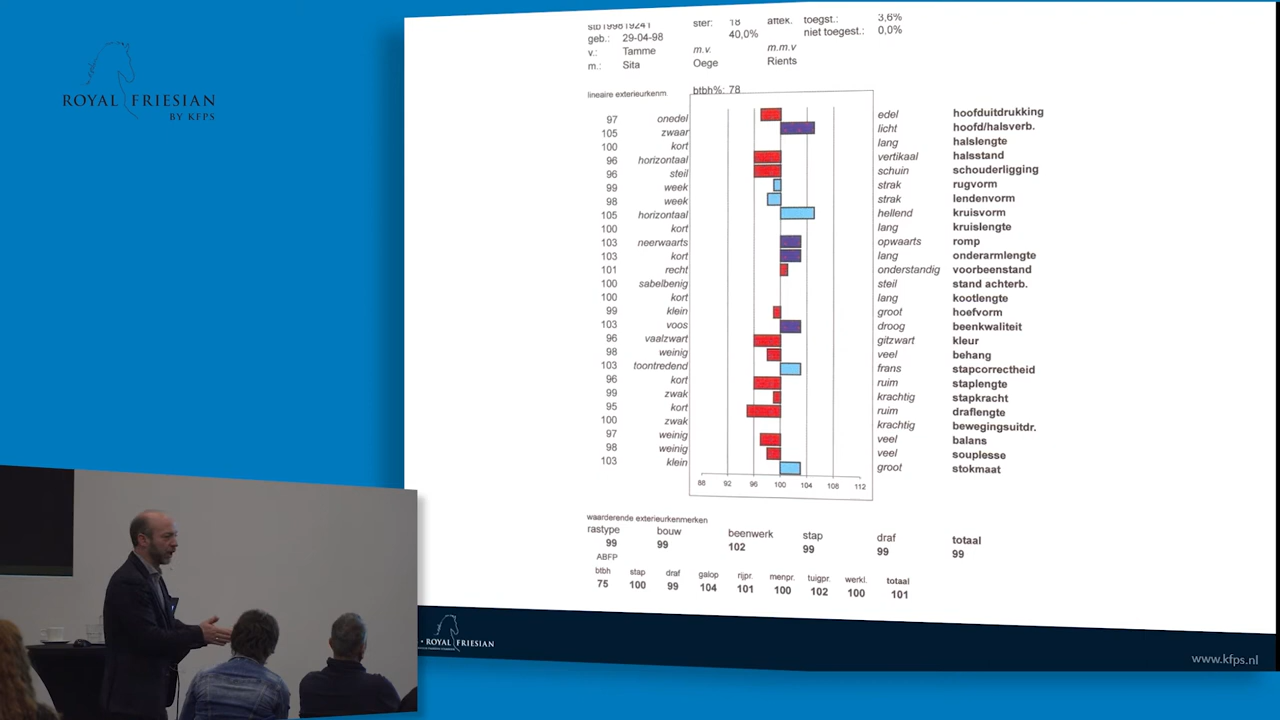 ROYAL FRIESIAN
BY KFPS
stb199819241 ster: 18 aftek. toegst.: 3,6%
geb.: 29-04-98 40,0% niet toegest.: 0,0%
v.: Tamme m.v. m.m.v
m.: Sita Oege Rients
lineaire exterieurkenm. btbh%: 78
97 onedel edel hoofduitdrukking
105 zwaar licht hoofd/halsverb.
100 kort lang halslengte
96 horizontaal vertikaal halsstand
96 steil schuin schouderligging
99 week strak rugvorm
98 week strak lendenvorm
105 horizontaal hellend kruisvorm
100 kort lang kruislengte
103 neerwaarts opwaarts romp
103 kort lang onderarmlengte
101 recht onderstandig voorbeenstand
100 sabelbenig steil stand achterb.
100 kort lang kootlengte
99 klein groot hoefvorm
103 voos droog beenkwaliteit
96 vaalzwart gitzwart kleur
98 weinig veel behang
103 toontredend frans stapcorrectheid
96 kort ruim staplengte
99 zwak krachtig stapkracht
95 kort ruim draflengte
100 zwak krachtig bewegingsuitdr.
97 weinig veel balans
98 weinig veel souplesse
103 klein groot stokmaat
88 92 96 100 104 108 112
waarderende exterieurkenmerken
rastype bouw beenwerk stap draf totaal
99 99 102 99 99 99
ABFP
btbh stap draf galop rijpr. menpr. tuigpr. werkl. totaal
75 100 99 104 101 100 102 100 101
ROYAL FRIESIAN
www.kfps.nl